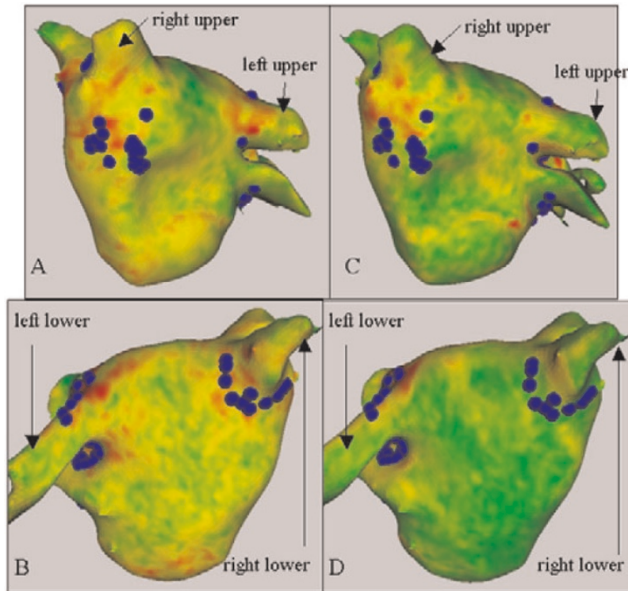 right upper
left upper
A
right upper
left upper
C
left lower
right lower
B
left lower
right lower
D